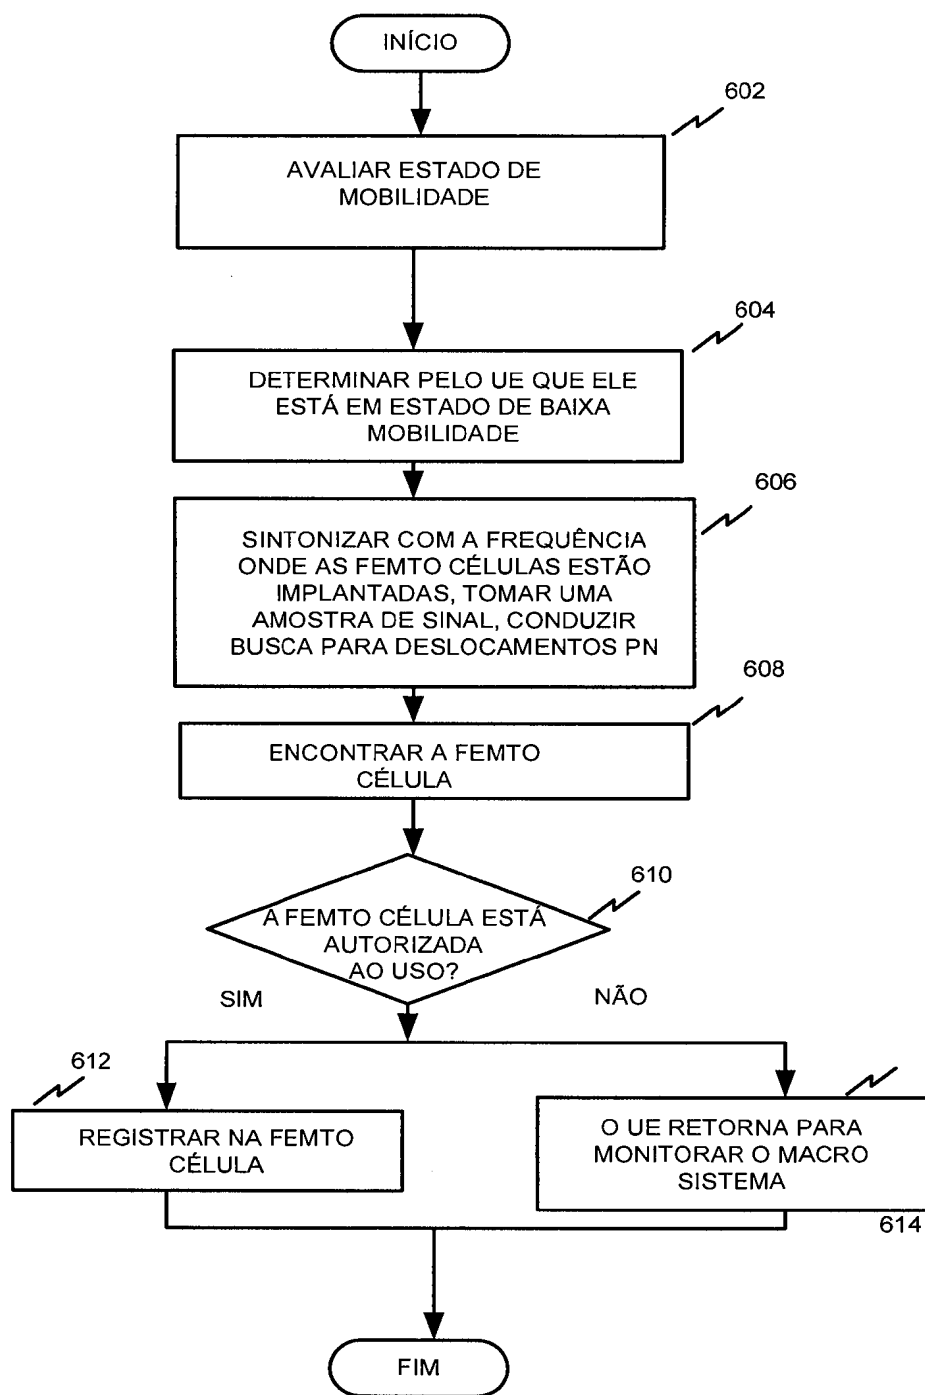 INÍCIO
602
AVALIAR ESTADO DE
MOBILIDADE
604
DETERMINAR PELO UE QUE ELE
ESTÁ EM ESTADO DE BAIXA
MOBILIDADE
606
SINTONIZAR COM A FREQUÊNCIA
ONDE AS FEMTO CÉLULAS ESTÃO
IMPLANTADAS, TOMAR UMA
AMOSTRA DE SINAL, CONDUZIR
BUSCA PARA DESLOCAMENTOS PN
608
ENCONTRAR A FEMTO
CÉLULA
610
A FEMTO CÉLULA ESTÁ
AUTORIZADA
AO USO?
SIM
NÃO
612
REGISTRAR NA FEMTO
CÉLULA
O UE RETORNA PARA
MONITORAR O MACRO
SISTEMA
614
FIM